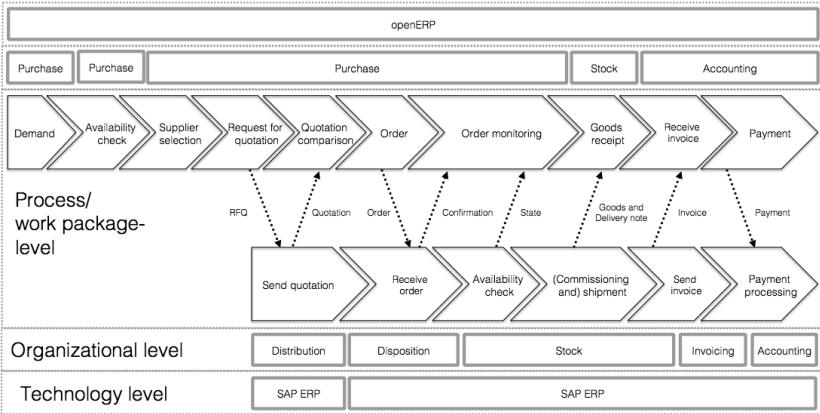 openERP
Purchase
Purchase
Purchase
Stock
Accounting
Demand
Availability
check
Supplier
selection
Request for
quotation
Quotation
comparison
Order
Order monitoring
Goods
receipt
Receive
invoice
Payment
Process/
work package-
level
RFQ
Quotation
Order
Confirmation
State
Goods and
Delivery note
Invoice
Payment
Send quotation
Receive
order
Availability
check
(Commissioning
and) shipment
Send
invoice
Payment
processing
Organizational level
Distribution
Disposition
Stock
Invoicing
Accounting
Technology level
SAP ERP
SAP ERP